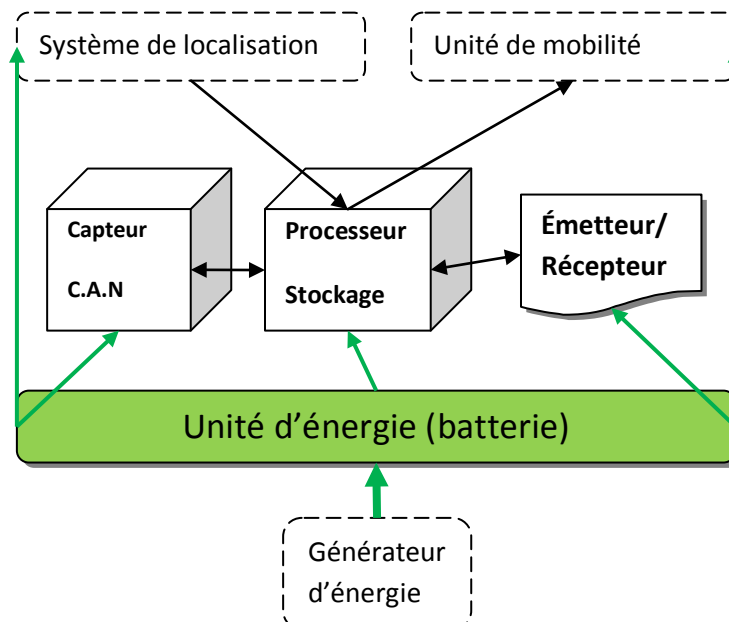 Système de localisation
Unité de mobilité
Capteur
C.A.N
Processeur
Stockage
Émetteur/
Récepteur
Unité d’énergie (batterie)
Générateur
d’énergie